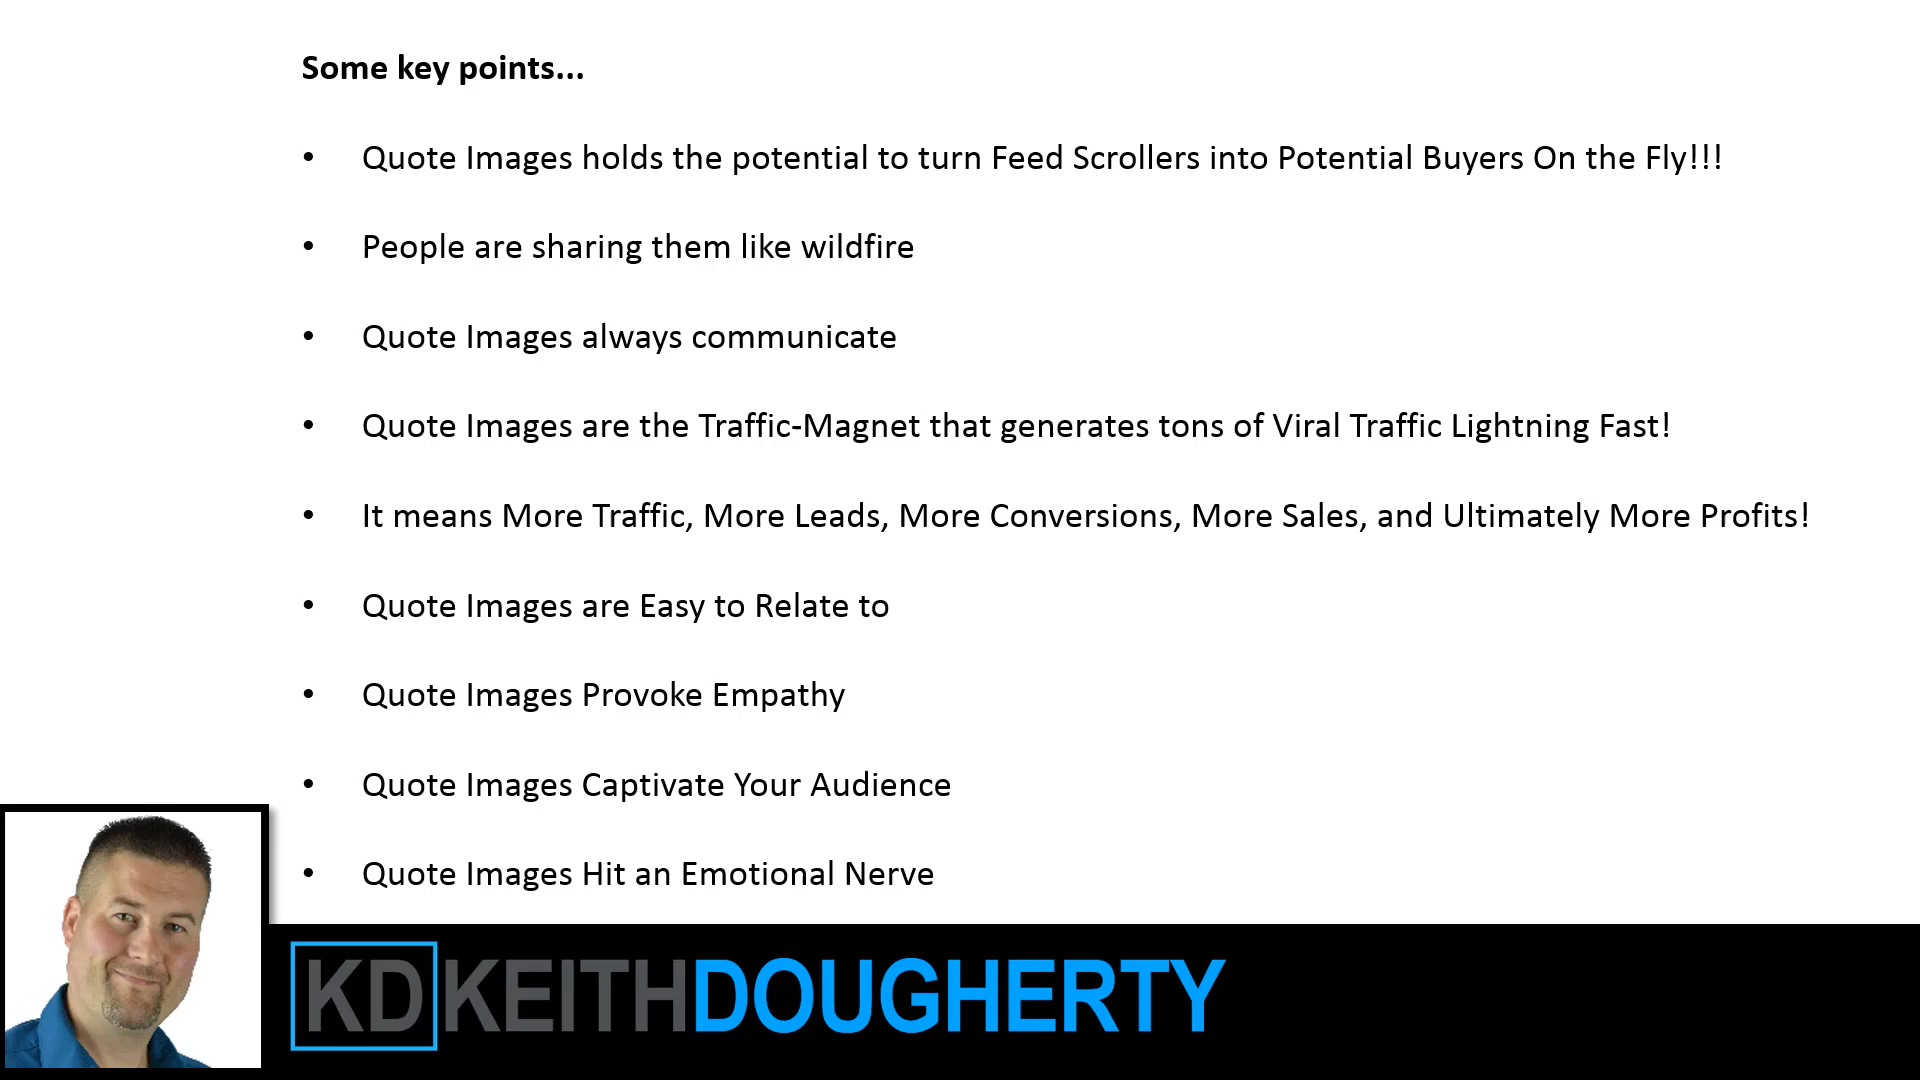 Some key points...
• Quote Images holds the potential to turn Feed Scrollers into Potential Buyers On the Fly!!!
• People are sharing them like wildfire
• Quote Images always communicate
• Quote Images are the Traffic-Magnet that generates tons of Viral Traffic Lightning Fast!
• It means More Traffic, More Leads, More Conversions, More Sales, and Ultimately More Profits!
• Quote Images are Easy to Relate to
• Quote Images Provoke Empathy
• Quote Images Captivate Your Audience
• Quote Images Hit an Emotional Nerve
KD KEITHDOUGHERTY